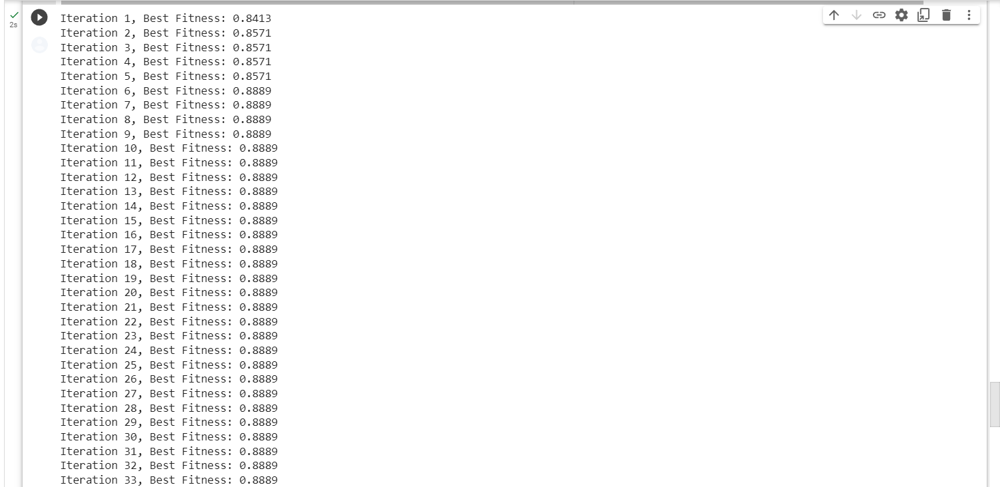 Iteration 1, Best Fitness: 0.8413
2s
Iteration 2, Best Fitness: 0.8571
Iteration 3, Best Fitness: 0.8571
Iteration 4, Best Fitness: 0.8571
Iteration 5, Best Fitness: 0.8571
Iteration 6, Best Fitness: 0.8889
Iteration 7, Best Fitness: 0.8889
Iteration 8, Best Fitness: 0.8889
Iteration 9, Best Fitness: 0.8889
Iteration 10, Best Fitness: 0.8889
Iteration 11, Best Fitness: 0.8889
Iteration 12, Best Fitness: 0.8889
Iteration 13, Best Fitness: 0.8889
Iteration 14, Best Fitness: 0.8889
Iteration 15, Best Fitness: 0.8889
Iteration 16, Best Fitness: 0.8889
Iteration 17, Best Fitness: 0.8889
Iteration 18, Best Fitness: 0.8889
Iteration 19, Best Fitness: 0.8889
Iteration 20, Best Fitness: 0.8889
Iteration 21, Best Fitness: 0.8889
Iteration 22, Best Fitness: 0.8889
Iteration 23, Best Fitness: 0.8889
Iteration 24, Best Fitness: 0.8889
Iteration 25, Best Fitness: 0.8889
Iteration 26, Best Fitness: 0.8889
Iteration 27, Best Fitness: 0.8889
Iteration 28, Best Fitness: 0.8889
Iteration 29, Best Fitness: 0.8889
Iteration 30, Best Fitness: 0.8889
Iteration 31, Best Fitness: 0.8889
Iteration 32, Best Fitness: 0.8889
Iteration 33, Best Fitness: 0.8889